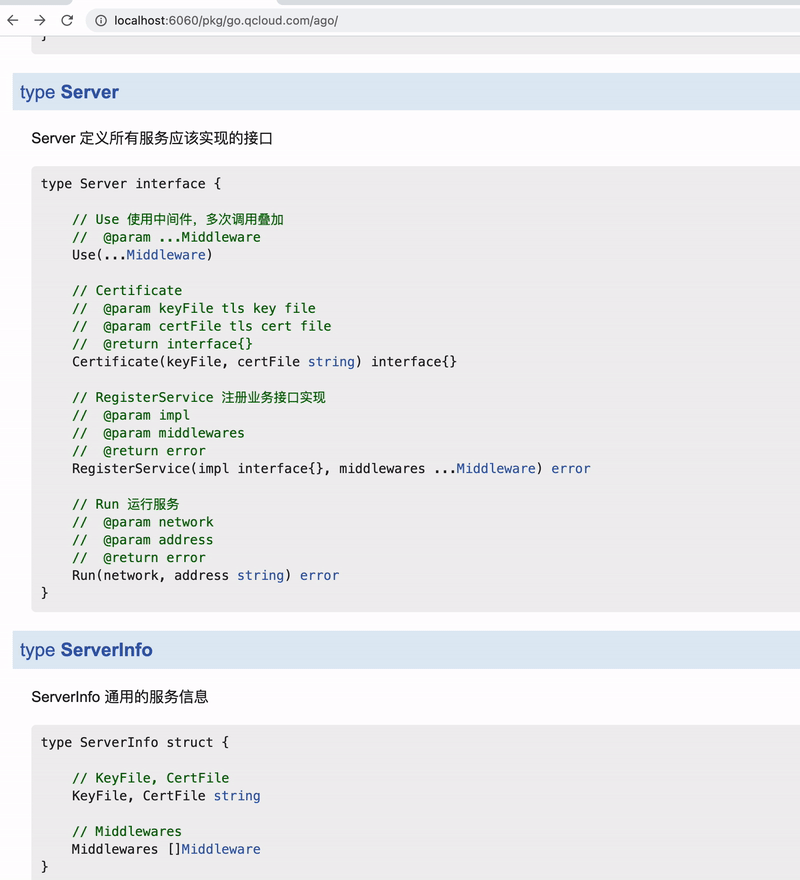 localhost:6060/pkg/go.qcloud.com/ago/
}
type Server
Server 定义所有服务应该实现的接口
type Server interface {
// Use 使用中间件，多次调用叠加
//  @param ...Middleware
Use(...Middleware)
// Certificate
//  @param keyFile tls key file
//  @param certFile tls cert file
//  @return interface{}
Certificate(keyFile, certFile string) interface{}
// RegisterService 注册业务接口实现
//  @param impl
//  @param middlewares
//  @return error
RegisterService(impl interface{}, middlewares ...Middleware) error
// Run 运行服务
//  @param network
//  @param address
//  @return error
Run(network, address string) error
}
type ServerInfo
ServerInfo 通用的服务信息
type ServerInfo struct {
// KeyFile, CertFile
KeyFile, CertFile string
// Middlewares
Middlewares []Middleware
}